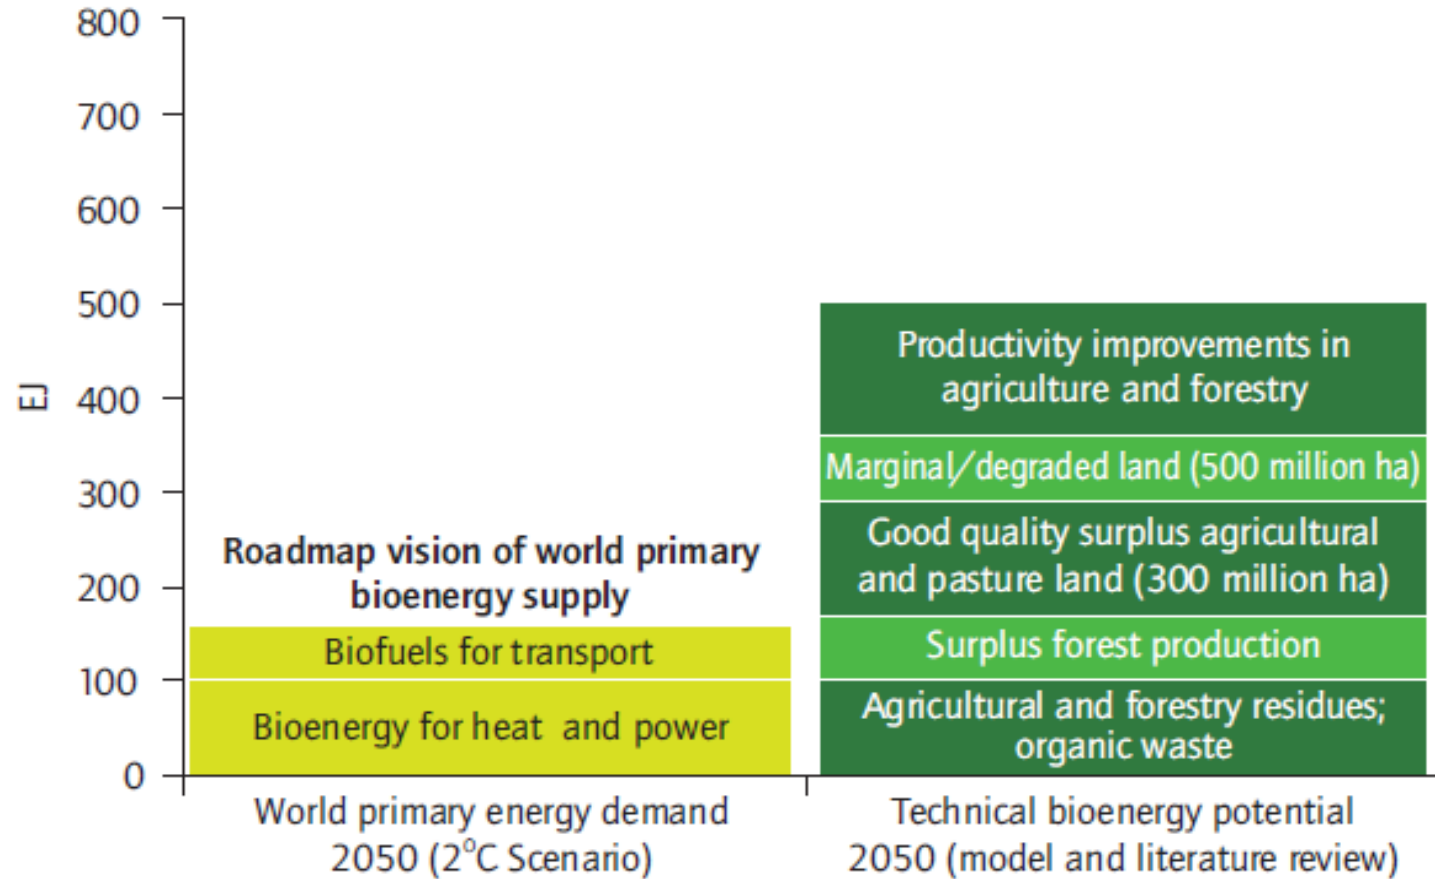 800
700
600
500
400
300
200
100
0
EJ
Roadmap vision of world primary
bioenergy supply
Biofuels for transport
Bioenergy for heat and power
Productivity improvements in
agriculture and forestry
Marginal/degraded land (500 million ha)
Good quality surplus agricultural
and pasture land (300 million ha)
Surplus forest production
Agricultural and forestry residues;
organic waste
World primary energy demand
2050 (2°C Scenario)
Technical bioenergy potential
2050 (model and literature review)